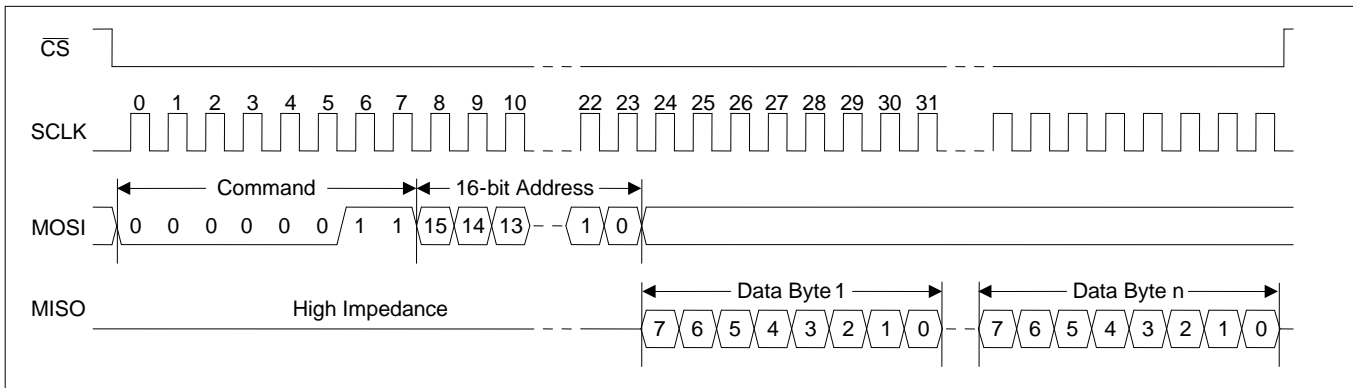 CS
0 1 2 3 4 5 6 7 8 9 10 22 23 24 25 26 27 28 29 30 31
SCLK
Command 16-bit Address
MOSI 0 0 0 0 0 0 1 1 15 14 13 1 0
Data Byte 1 Data Byte n
MISO High Impedance
7 6 5 4 3 2 1 0 7 6 5 4 3 2 1 0